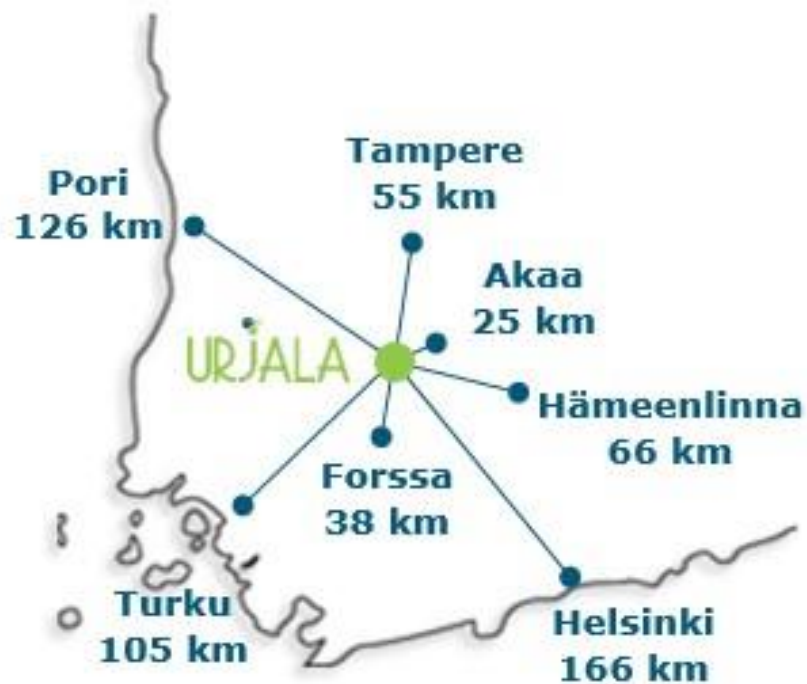 Tampere
55 km
Pori
126 km
Akaa
25 km
URJALA
Hämeenlinna
66 km
Forssa
38 km
Turku
105 km
Helsinki
166 km